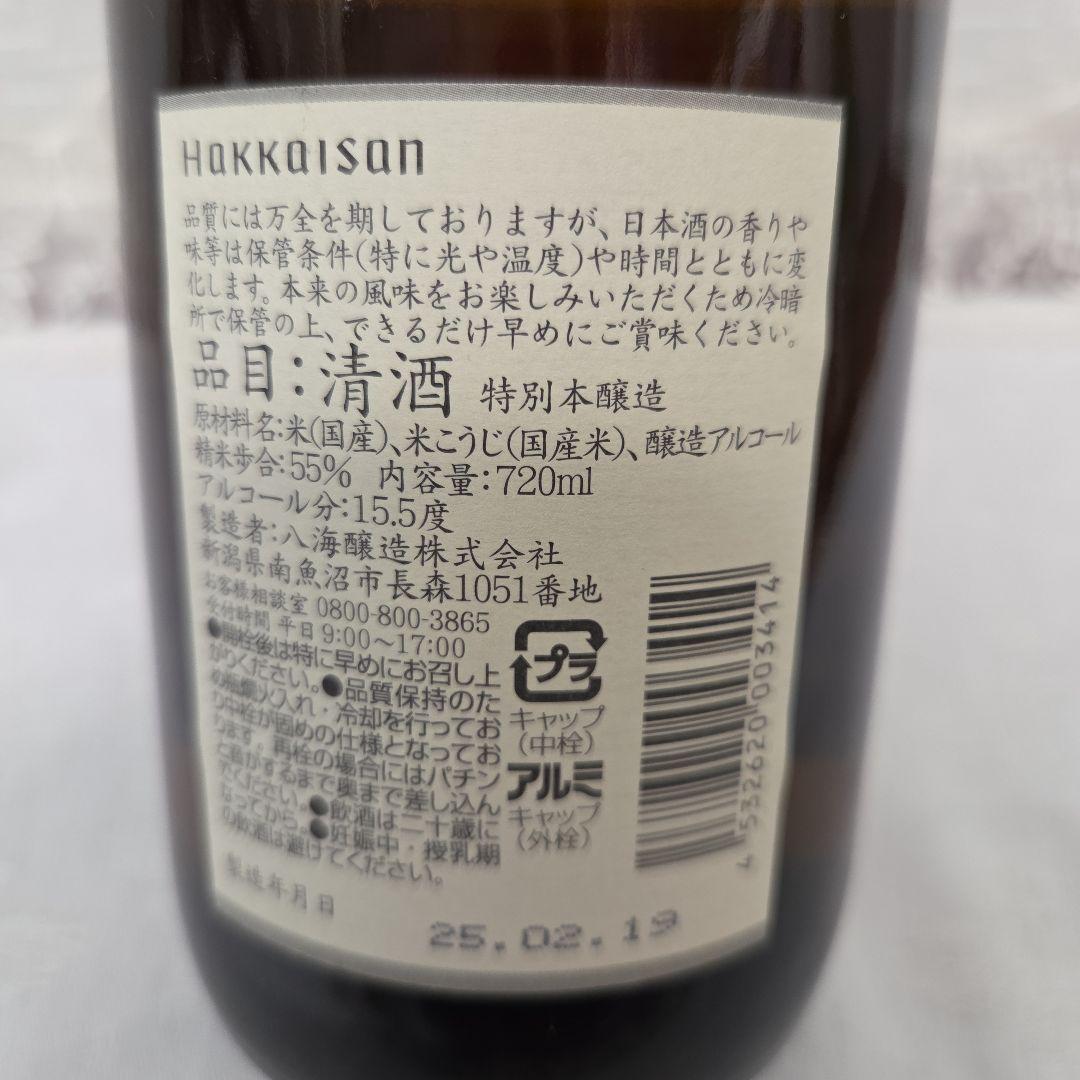 Hakkaisan
品質には万全を期しておりますが、日本酒の香りや
味等は保管条件(特に光や温度)や時間とともに変
化します。本来の風味をお楽しみいただくため冷暗
所で保管の上、できるだけ早めにご賞味ください。
品目:清酒 特別本醸造
原材料名:米(国産)、米こうじ(国産米)、醸造アルコール
精米歩合:55% 内容量:720ml
アルコール分:15.5度
製造者:八海醸造株式会社
新潟県南魚沼市長森1051番地
お客様相談室 0800-800-3865
受付時間 平日 9:00〜17:00
●開栓後は特に早めにお召し上
がりください。●品質保持のた
め瓶燗火入れ・冷却を行ってお
り中栓が固めの仕様となってお
ります。再栓の場合にはパチン
と音がするまで奥まで差し込ん
でください。●飲酒は二十歳に
なってから。●妊娠中・授乳期
の飲酒は避けてください。
プラ
キャップ
(中栓)
アルミ
キャップ
(外栓)
4 532620 003414
製造年月日
25.02.19